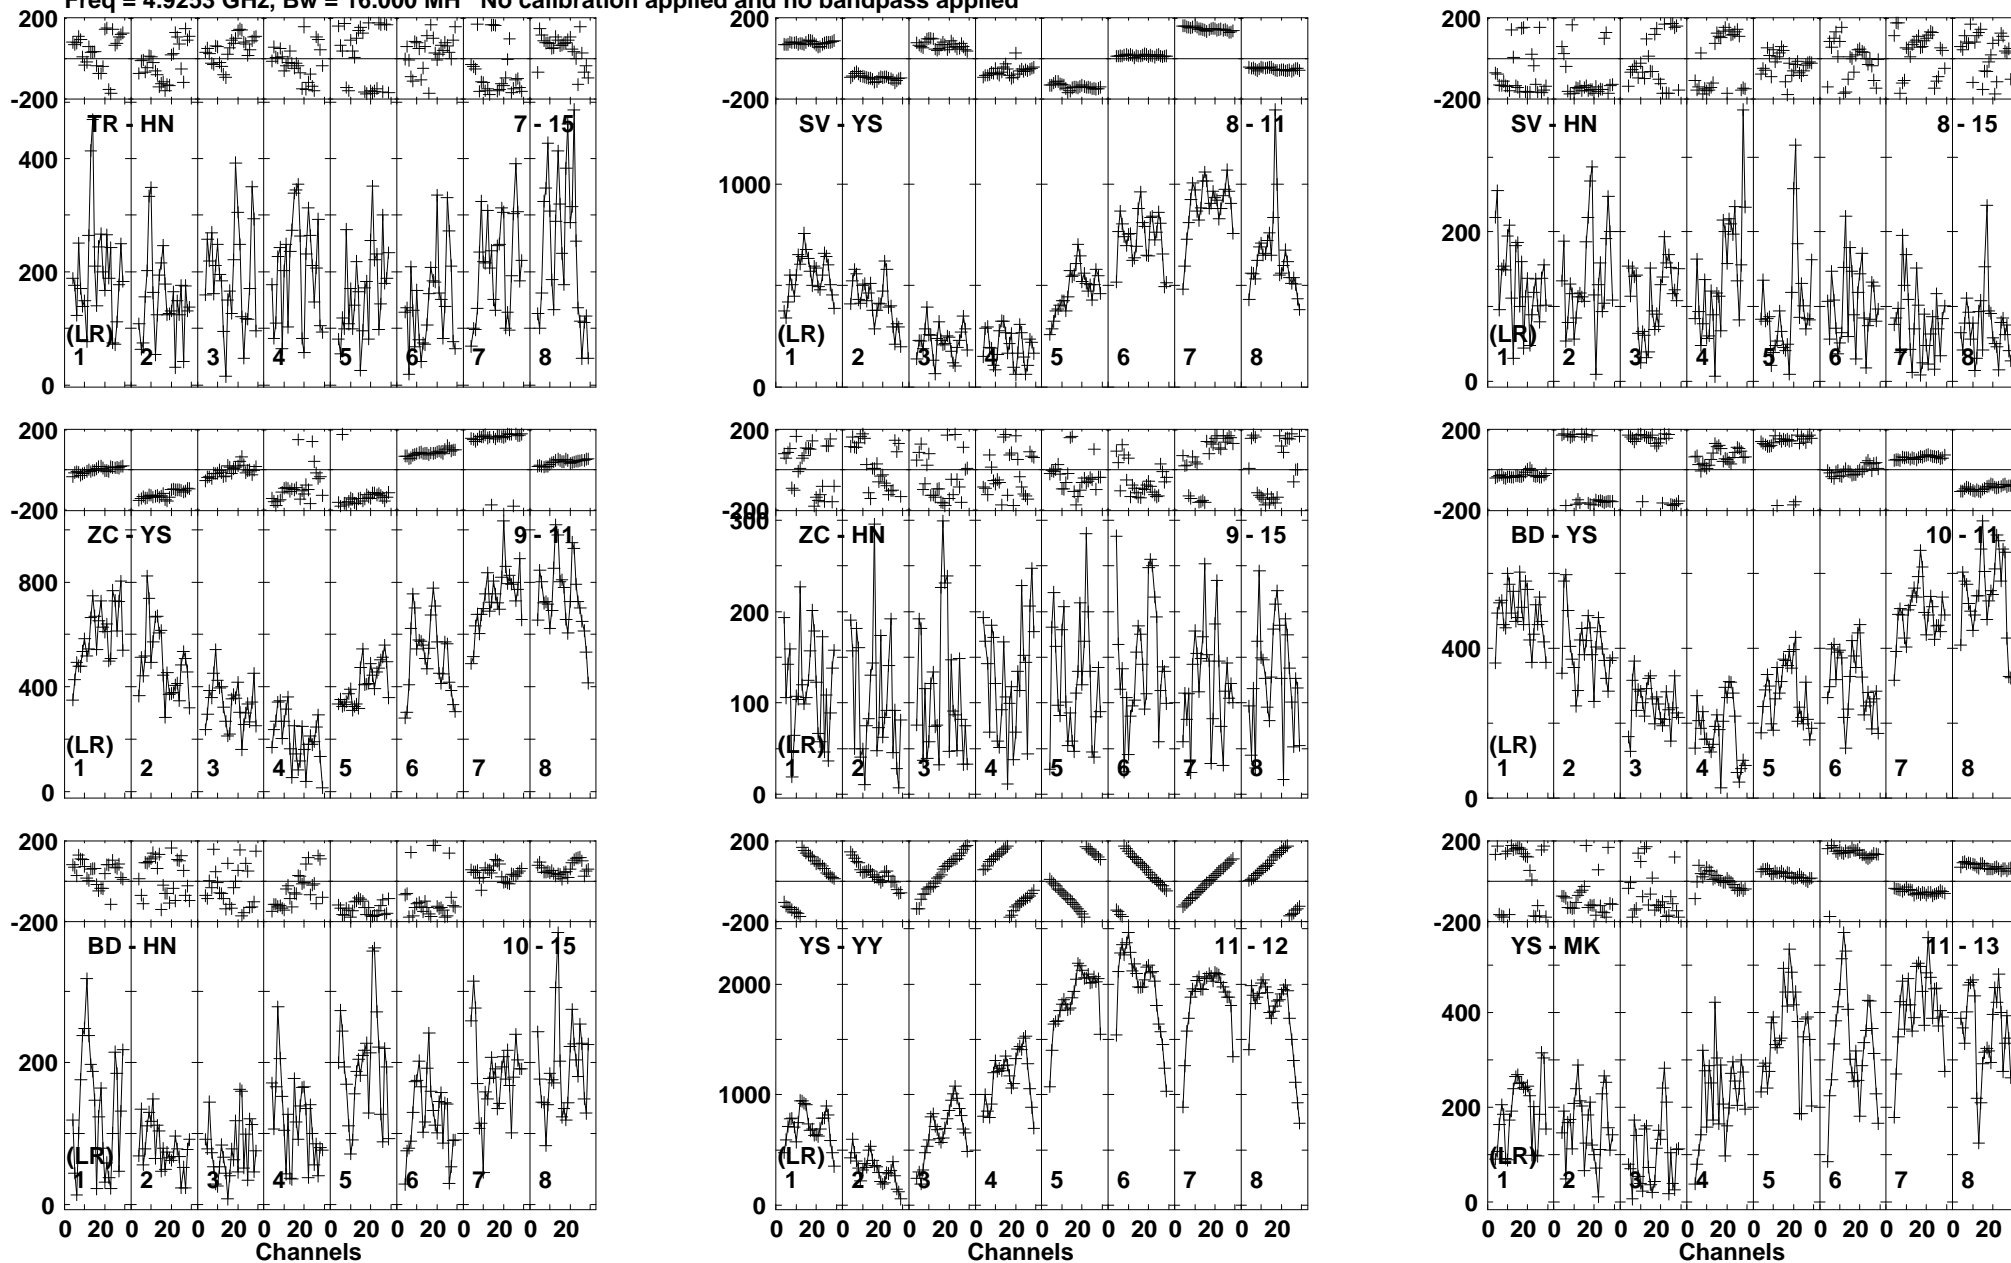 Freq = 4.9253 GHz, Bw = 16.000 MH No calibration applied and no bandpass applied
200
-200
TR - HN 7 - 15
400
200
0
(LR)
1 2 3 4 5 6 7 8
200
-200
SV - YS 8 - 11
1000
0
(LR)
1 2 3 4 5 6 7 8
200
-200
SV - HN 8 - 15
200
0
(LR)
1 2 3 4 5 6 7 8
200
-200
ZC - YS 9 - 11
800
400
0
(LR)
1 2 3 4 5 6 7 8
200
-200
300
ZC - HN 9 - 15
200
100
0
(LR)
1 2 3 4 5 6 7 8
200
-200
BD - YS 10 - 11
400
0
(LR)
1 2 3 4 5 6 7 8
200
-200
BD - HN 10 - 15
200
0
(LR)
1 2 3 4 5 6 7 8
0 20 0 20 0 20 0 20 0 20 0 20 0 20 0 20
Channels
200
-200
YS - YY 11 - 12
2000
1000
0
(LR)
1 2 3 4 5 6 7 8
0 20 0 20 0 20 0 20 0 20 0 20 0 20 0 20
Channels
200
-200
YS - MK 11 - 13
400
200
0
(LR)
1 2 3 4 5 6 7 8
0 20 0 20 0 20 0 20 0 20 0 20 0 20 0 20
Channels